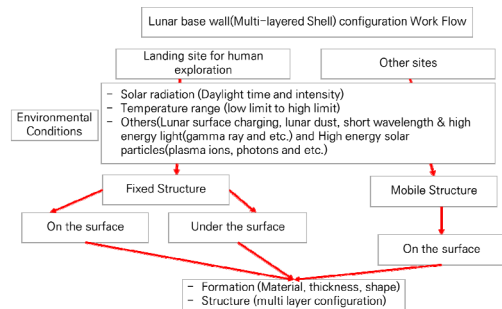 Lunar base wall(Multi-layered Shell) configuration Work Flow
Landing site for human
exploration
Other sites
Environmental
Conditions
- Solar radiation (Daylight time and intensity)
- Temperature range (low limit to high limit)
- Others(Lunar surface charging, lunar dust, short wavelength & high
energy light(gamma ray and etc.) and High energy solar
particles(plasma ions, photons and etc.)
Fixed Structure
Mobile Structure
On the surface
Under the surface
On the surface
- Formation (Material, thickness, shape)
- Structure (multi layer configuration)